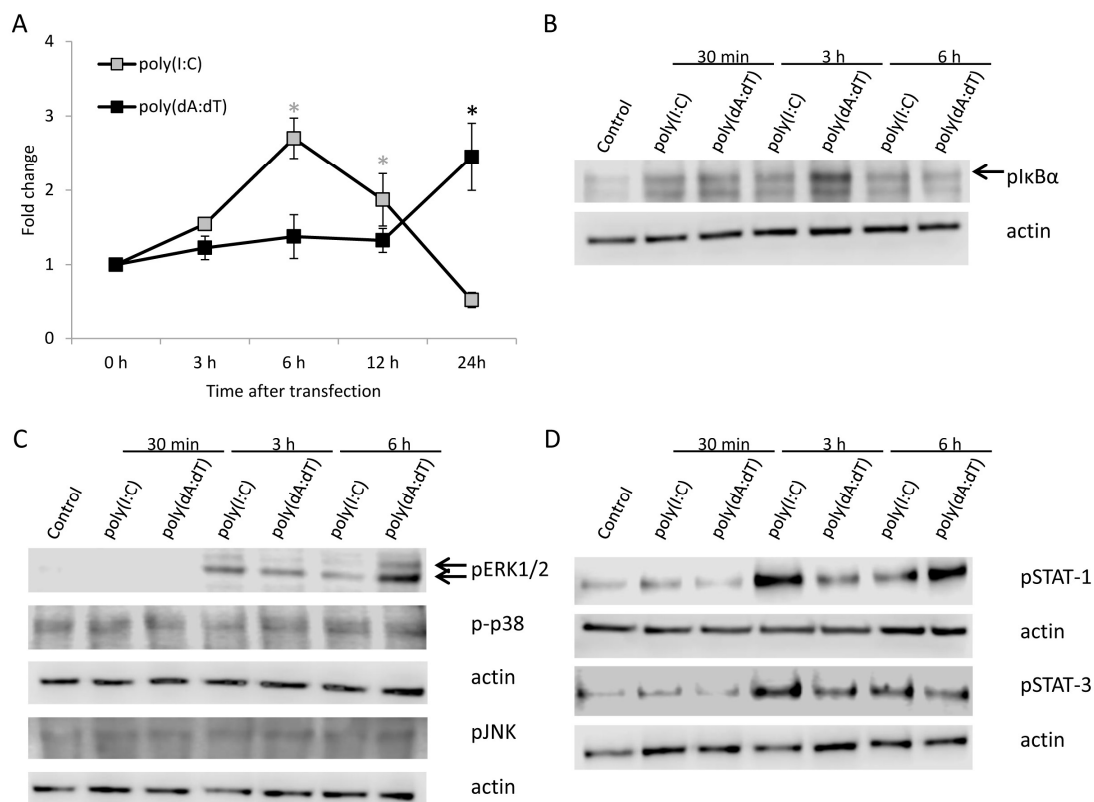 A
4
3
2
1
0
Fold change
poly(I:C)
poly(dA:dT)
*
*
*
0 h 3 h 6 h 12 h 24h
Time after transfection
B
30 min 3 h 6 h
Control poly(I:C) poly(dA:dT) poly(I:C) poly(dA:dT) poly(I:C) poly(dA:dT)
pIκBα
actin
C
30 min 3 h 6 h
Control poly(I:C) poly(dA:dT) poly(I:C) poly(dA:dT) poly(I:C) poly(dA:dT)
pERK1/2
p-p38
actin
pJNK
actin
D
30 min 3 h 6 h
Control poly(I:C) poly(dA:dT) poly(I:C) poly(dA:dT) poly(I:C) poly(dA:dT)
pSTAT-1
actin
pSTAT-3
actin